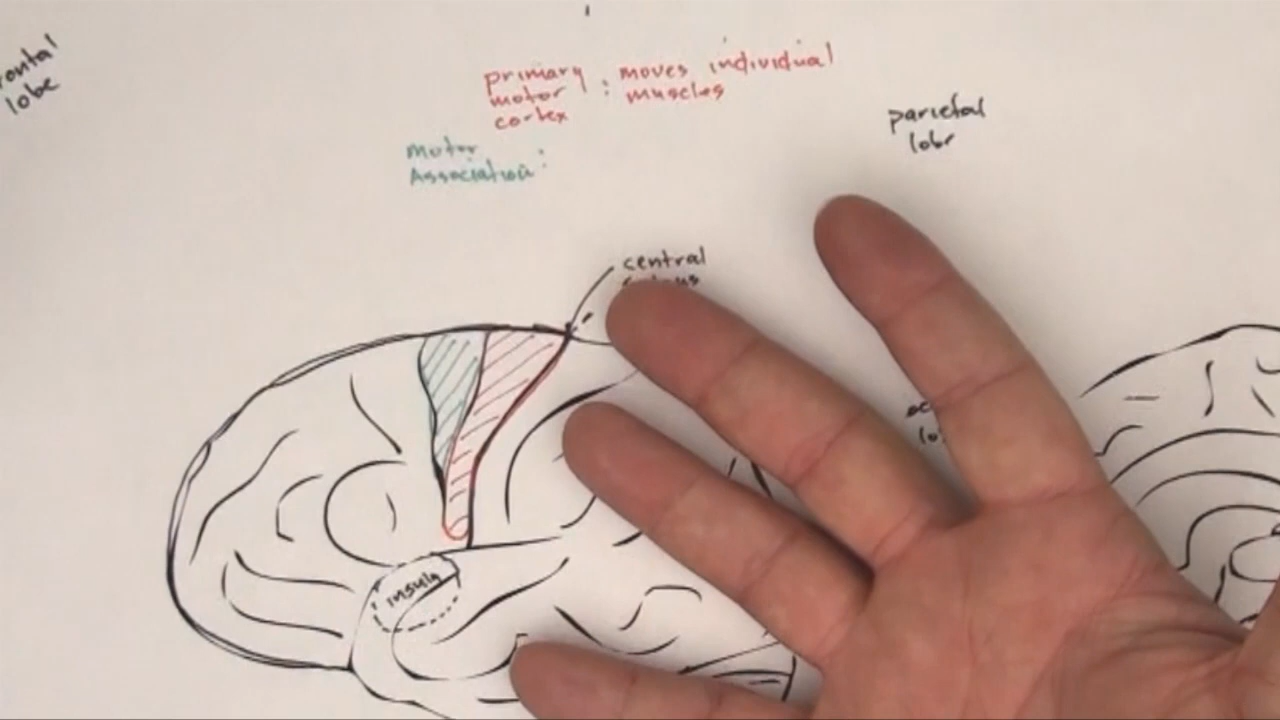 lobe
primary : moves individual
motor muscles
cortex
parietal
lobe
motor :
Association
central
insula